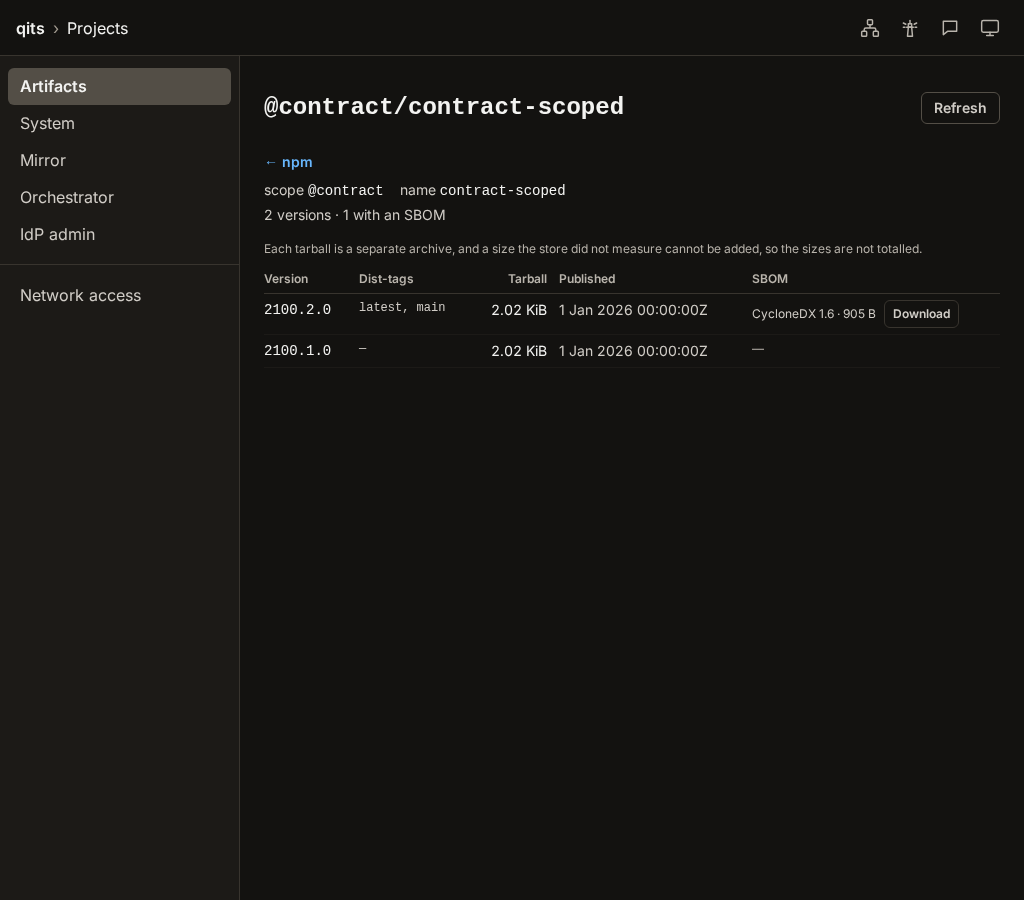 qits › Projects
Artifacts
System
Mirror
Orchestrator
IdP admin
Network access
@contract/contract-scoped
Refresh
← npm
scope @contract name contract-scoped
2 versions · 1 with an SBOM
Each tarball is a separate archive, and a size the store did not measure cannot be added, so the sizes are not totalled.
Version Dist-tags Tarball Published SBOM
2100.2.0 latest, main 2.02 KiB 1 Jan 2026 00:00:00Z CycloneDX 1.6 · 905 B Download
2100.1.0 — 2.02 KiB 1 Jan 2026 00:00:00Z —